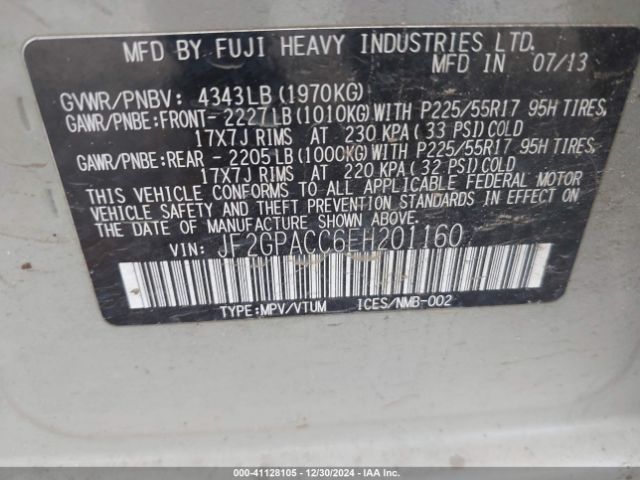 MFD BY FUJI HEAVY INDUSTRIES LTD.
MFD IN 07/13
GVWR/PNBV: 4343LB(1970KG)
GAWR/PNBE:FRONT- 2227LB(1010KG)WITH P225/55R17 95H TIRES,
17X7J RIMS AT 230 KPA(33 PSI)COLD
GAWR/PNBE:REAR - 2205LB(1000KG)WITH P225/55R17 95H TIRES,
17X7J RIMS AT 220 KPA(32 PSI)COLD
THIS VEHICLE CONFORMS TO ALL APPLICABLE FEDERAL MOTOR
VEHICLE SAFETY AND THEFT PREVENTION STANDARDS IN EFFECT ON
THE DATE OF MANUFACTURE SHOWN ABOVE.
VIN: JF2GPACC6EH201160
TYPE:MPV/VTUM ICES/NMB-002
000-41128105 - 12/30/2024 - IAA Inc.